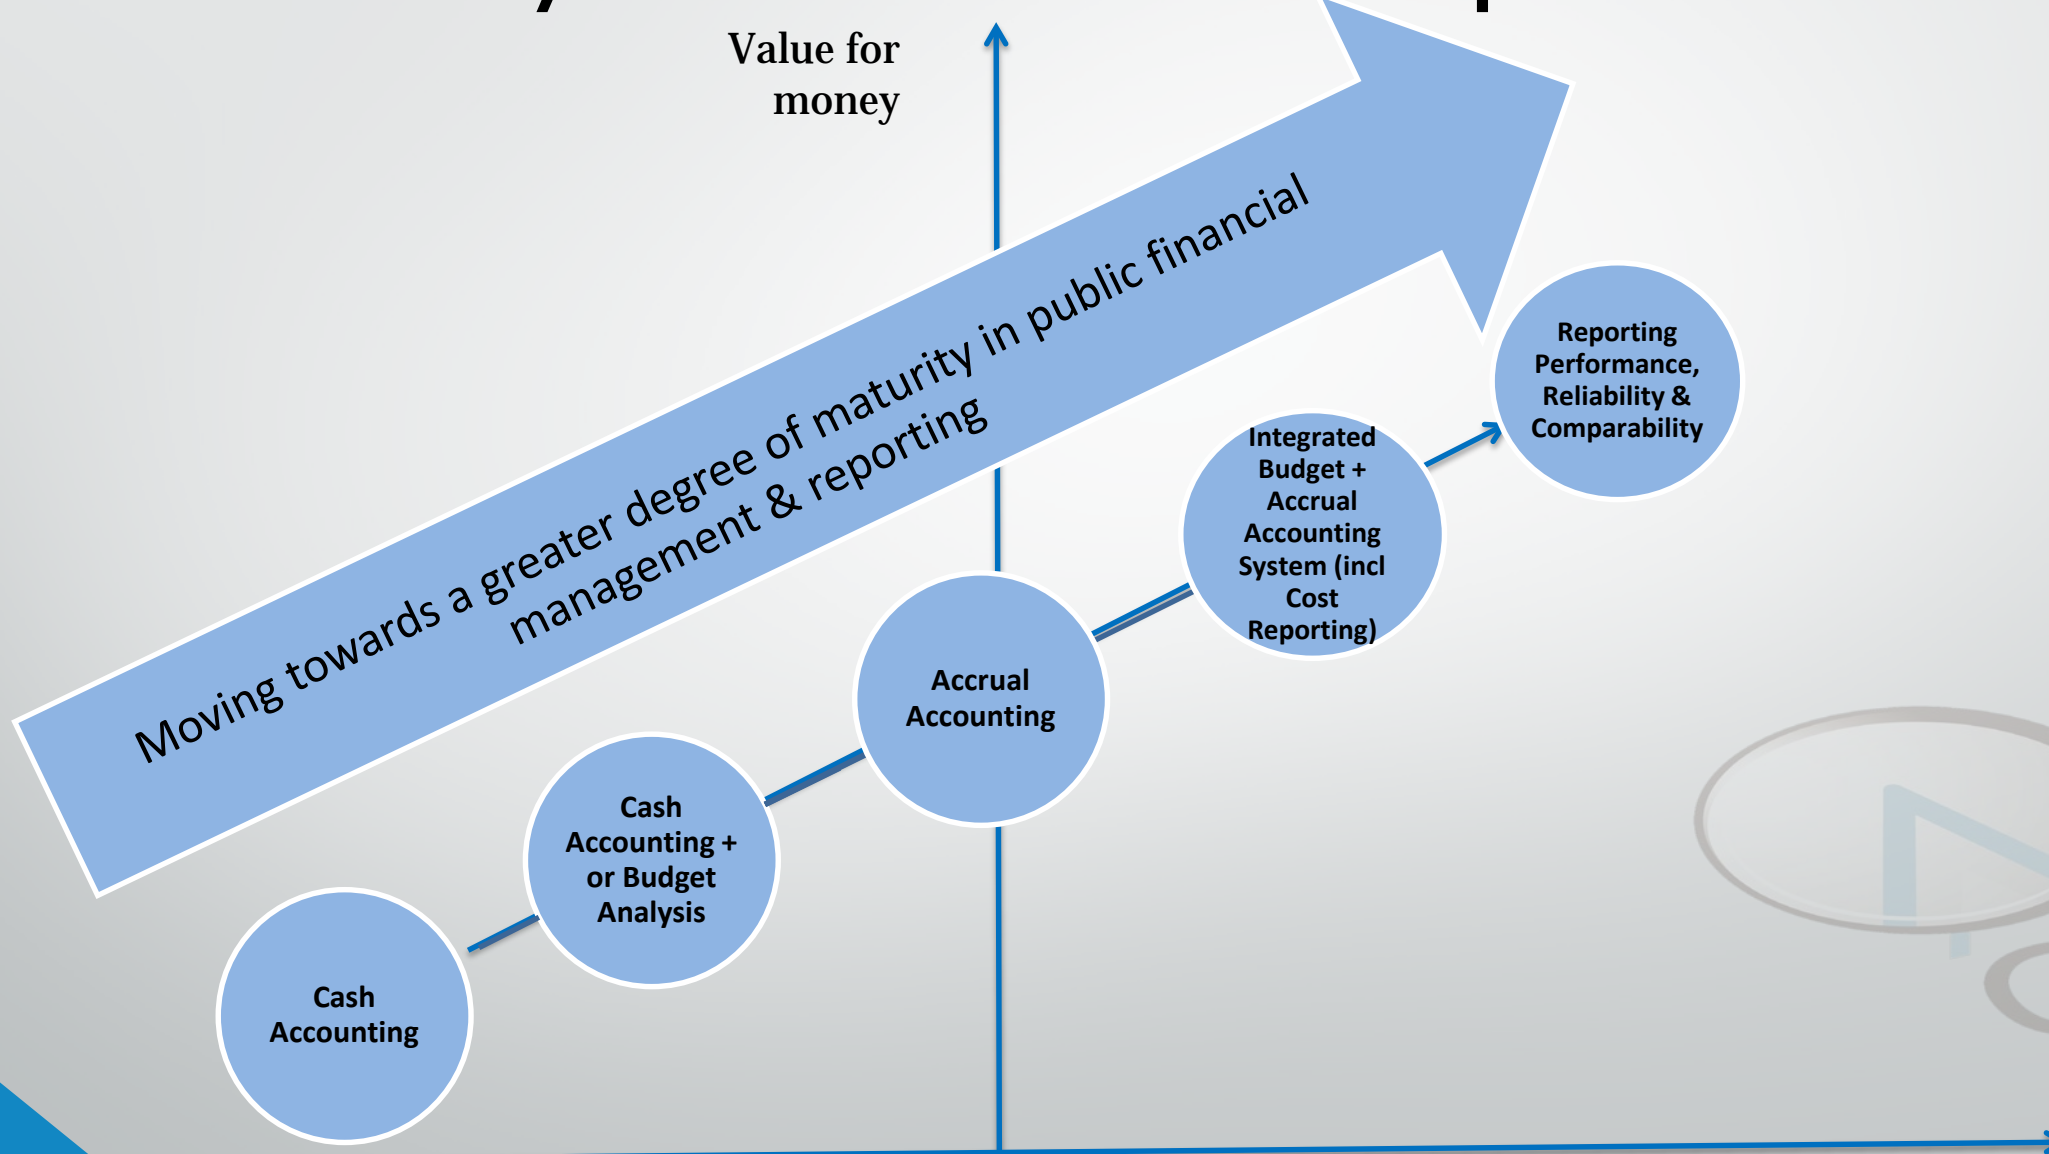 Value for
money
Moving towards a greater degree of maturity in public financial
management & reporting
Reporting
Performance,
Reliability &
Comparability
Integrated
Budget +
Accrual
Accounting
System (incl
Cost
Reporting)
Accrual
Accounting
Cash
Accounting +
or Budget
Analysis
Cash
Accounting